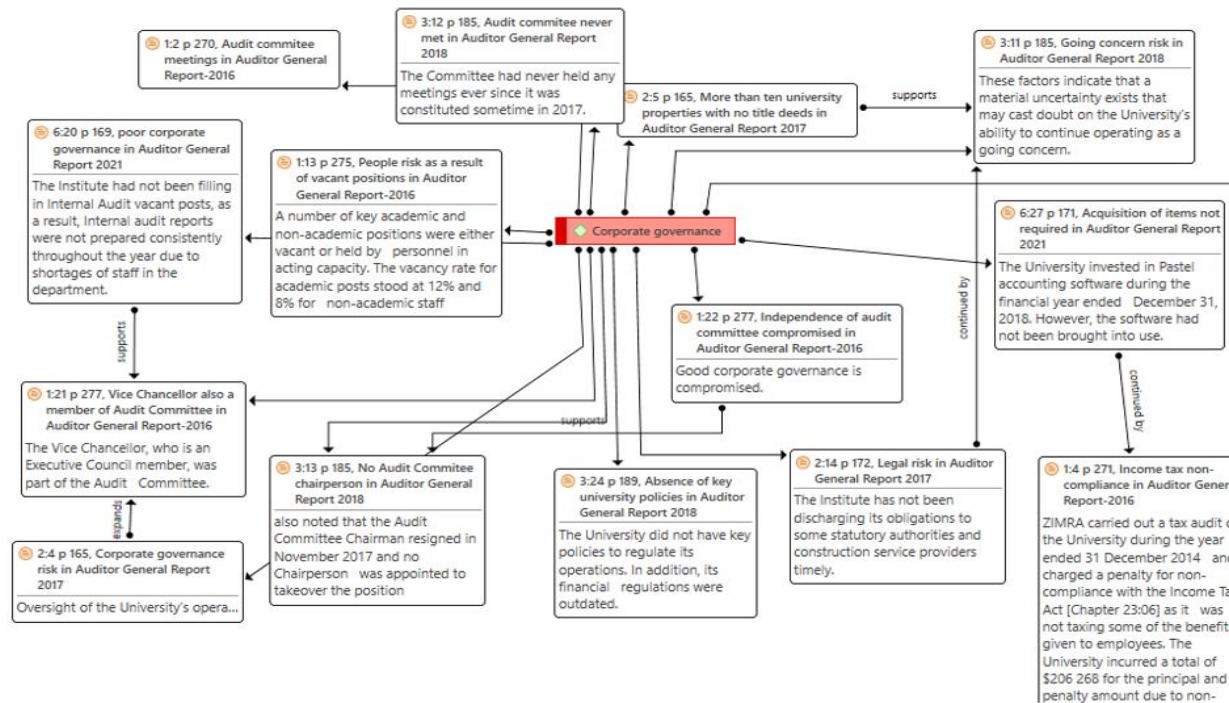 3:12 p 185, Audit commitee never
met in Auditor General Report
2018
The Committee had never held any
meetings ever since it was
constituted sometime in 2017.
1:2 p 270, Audit commitee
meetings in Auditor General
Report-2016
3:11 p 185, Going concern risk in
Auditor General Report 2018
These factors indicate that a
material uncertainty exists that
may cast doubt on the University's
ability to continue operating as a
going concern.
2:5 p 165, More than ten university
properties with no title deeds in
Auditor General Report 2017
supports
6:20 p 169, poor corporate
governance in Auditor General
Report 2021
The Institute had not been filling
in Internal Audit vacant posts, as
a result, Internal audit reports
were not prepared consistently
throughout the year due to
shortages of staff in the
department.
1:13 p 275, People risk as a result
of vacant positions in Auditor
General Report-2016
A number of key academic and
non-academic positions were either
vacant or held by personnel in
acting capacity. The vacancy rate for
academic posts stood at 12% and
8% for non-academic staff
Corporate governance
6:27 p 171, Acquisition of items not
required in Auditor General Report
2021
The University invested in Pastel
accounting software during the
financial year ended December 31,
2018. However, the software had
not been brought into use.
continued by
supports
1:22 p 277, Independence of audit
committee compromised in
Auditor General Report-2016
Good corporate governance is
compromised.
continued by
1:21 p 277, Vice Chancellor also a
member of Audit Committee in
Auditor General Report-2016
The Vice Chancellor, who is an
Executive Council member, was
part of the Audit Committee.
supports
3:13 p 185, No Audit Commitee
chairperson in Auditor General
Report 2018
also noted that the Audit
Committee Chairman resigned in
November 2017 and no
Chairperson was appointed to
takeover the position
3:24 p 189, Absence of key
university policies in Auditor
General Report 2018
The University did not have key
policies to regulate its
operations. In addition, its
financial regulations were
outdated.
2:14 p 172, Legal risk in Auditor
General Report 2017
The Institute has not been
discharging its obligations to
some statutory authorities and
construction service providers
timely.
1:4 p 271, Income tax non-
compliance in Auditor Gener
Report-2016
ZIMRA carried out a tax audit o
the University during the year
ended 31 December 2014 and
charged a penalty for non-
compliance with the Income Ta
Act [Chapter 23:06] as it was
not taxing some of the benefit
given to employees. The
University incurred a total of
$206 268 for the principal and
penalty amount due to non-
expands
2:4 p 165, Corporate governance
risk in Auditor General Report
2017
Oversight of the University's opera...